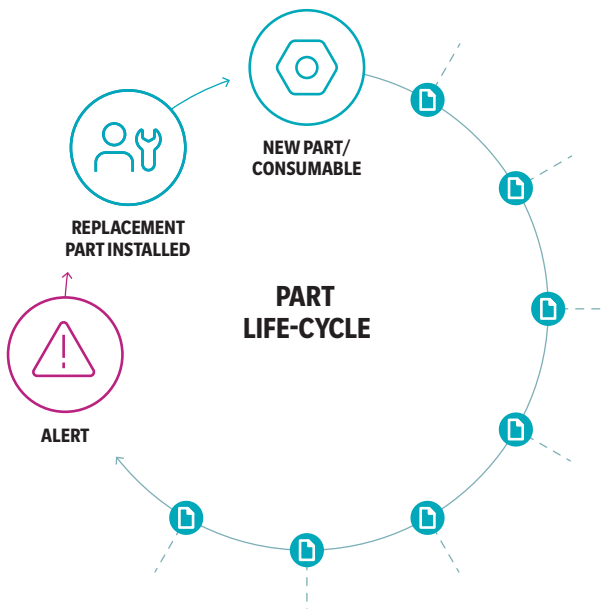 NEW PART/
CONSUMABLE
REPLACEMENT
PART INSTALLED
PART
LIFE-CYCLE
ALERT